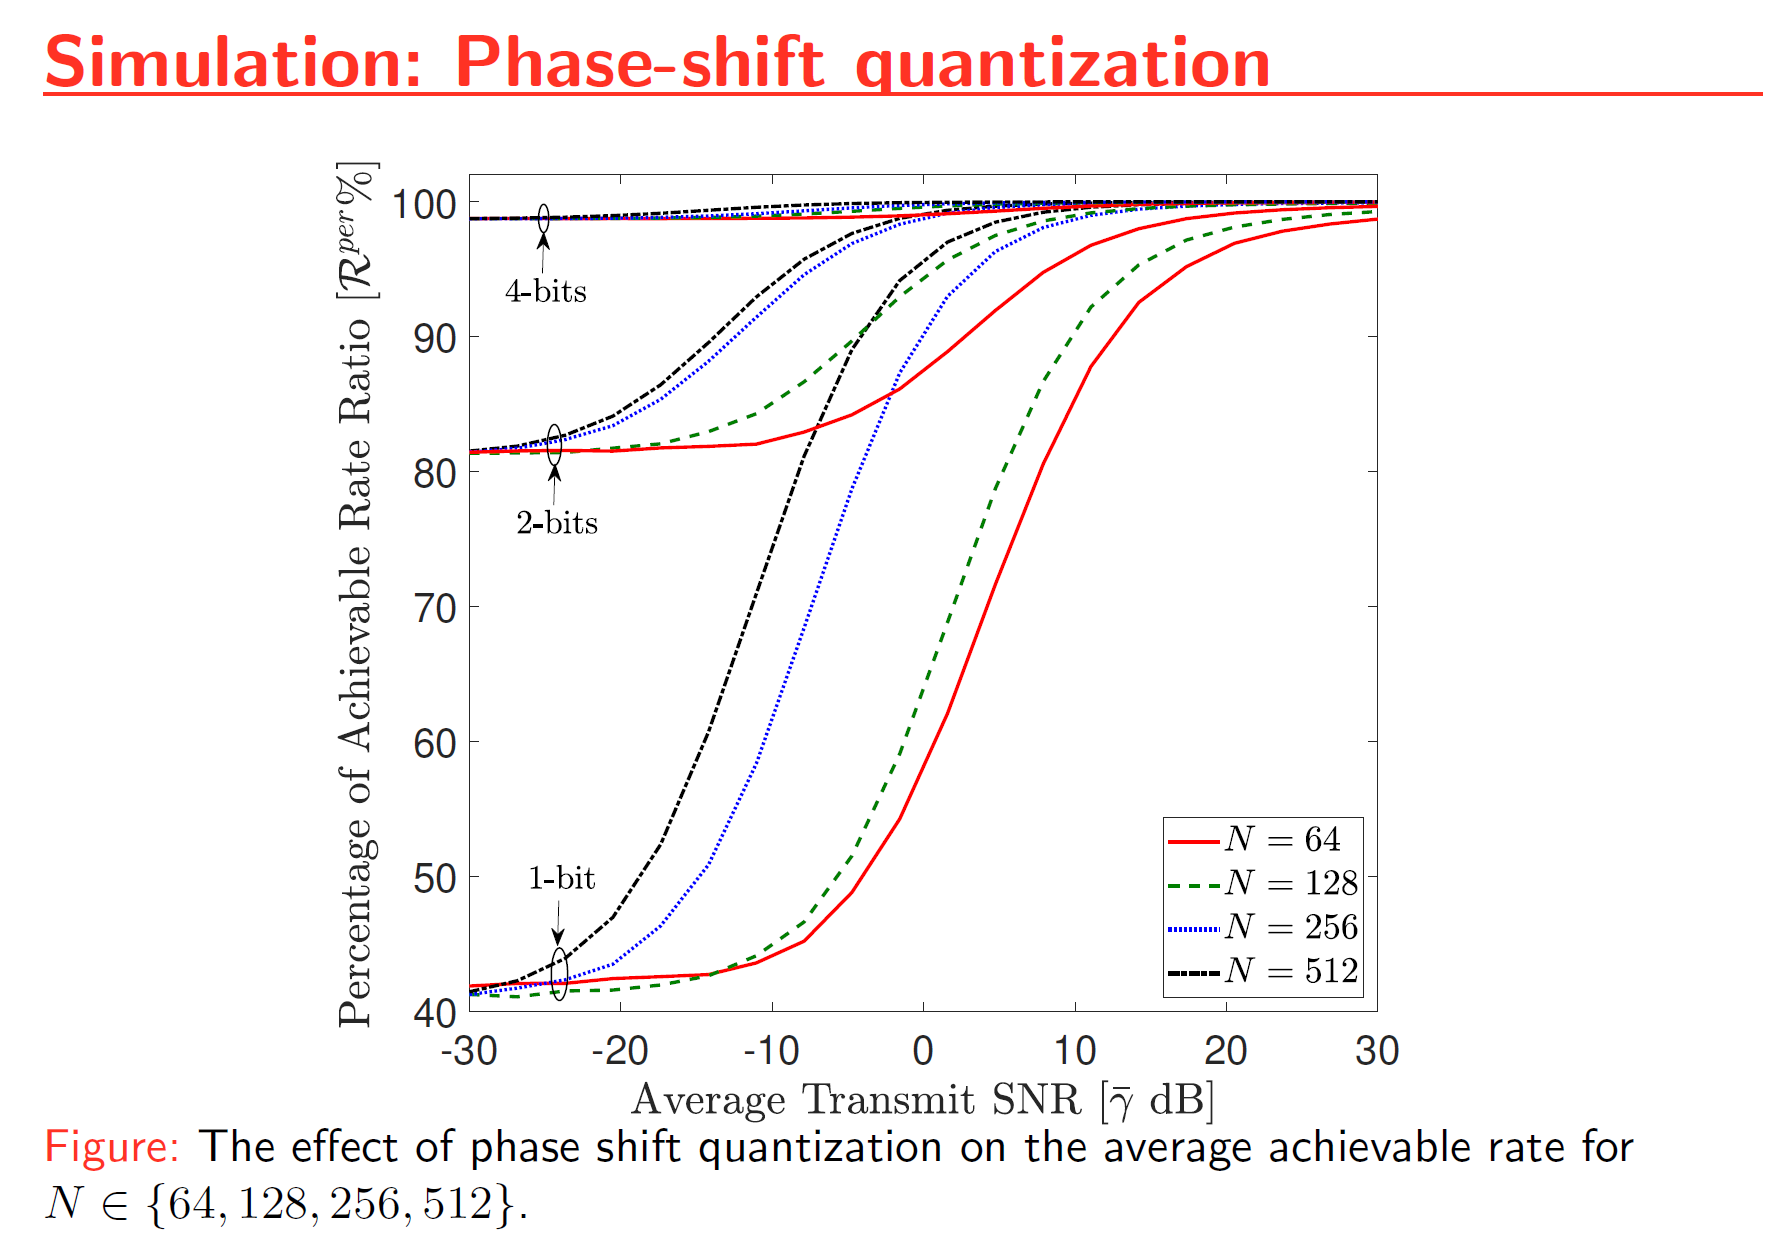 Simulation: Phase-shift quantization
Percentage of Achievable Rate Ratio [ℛ^{per}%]
100
90
80
70
60
50
40
4-bits
2-bits
1-bit
N = 64
N = 128
N = 256
N = 512
-30 -20 -10 0 10 20 30
Average Transmit SNR [γ̄ dB]
Figure: The effect of phase shift quantization on the average achievable rate for
N ∈ {64, 128, 256, 512}.